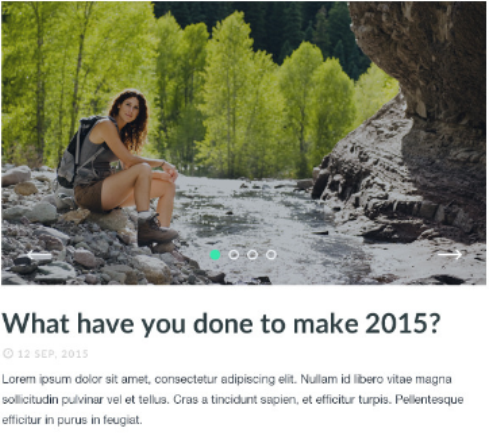 What have you done to make 2015?
12 SEP, 2015
Lorem ipsum dolor sit amet, consectetur adipiscing elit. Nullam id libero vitae magna
sollicitudin pulvinar vel et tellus. Cras a tincidunt sapien, et efficitur turpis. Pellentesque
efficitur in purus in feugiat.